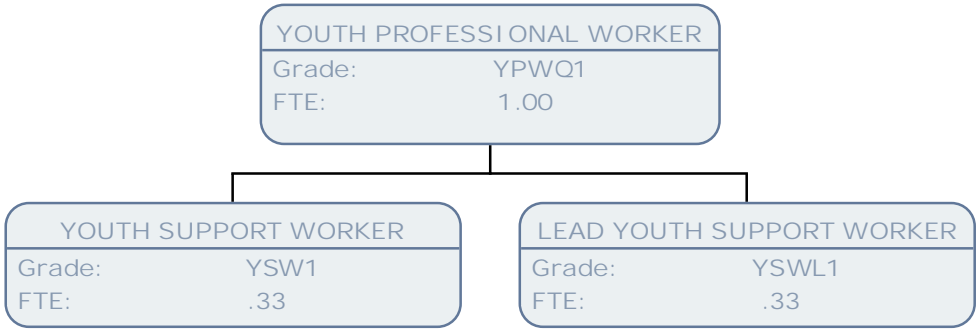 YOUTH PROFESSIONAL WORKER
Grade: YPWQ1
FTE: 1.00
YOUTH SUPPORT WORKER
Grade: YSW1
FTE: .33
LEAD YOUTH SUPPORT WORKER
Grade: YSWL1
FTE: .33